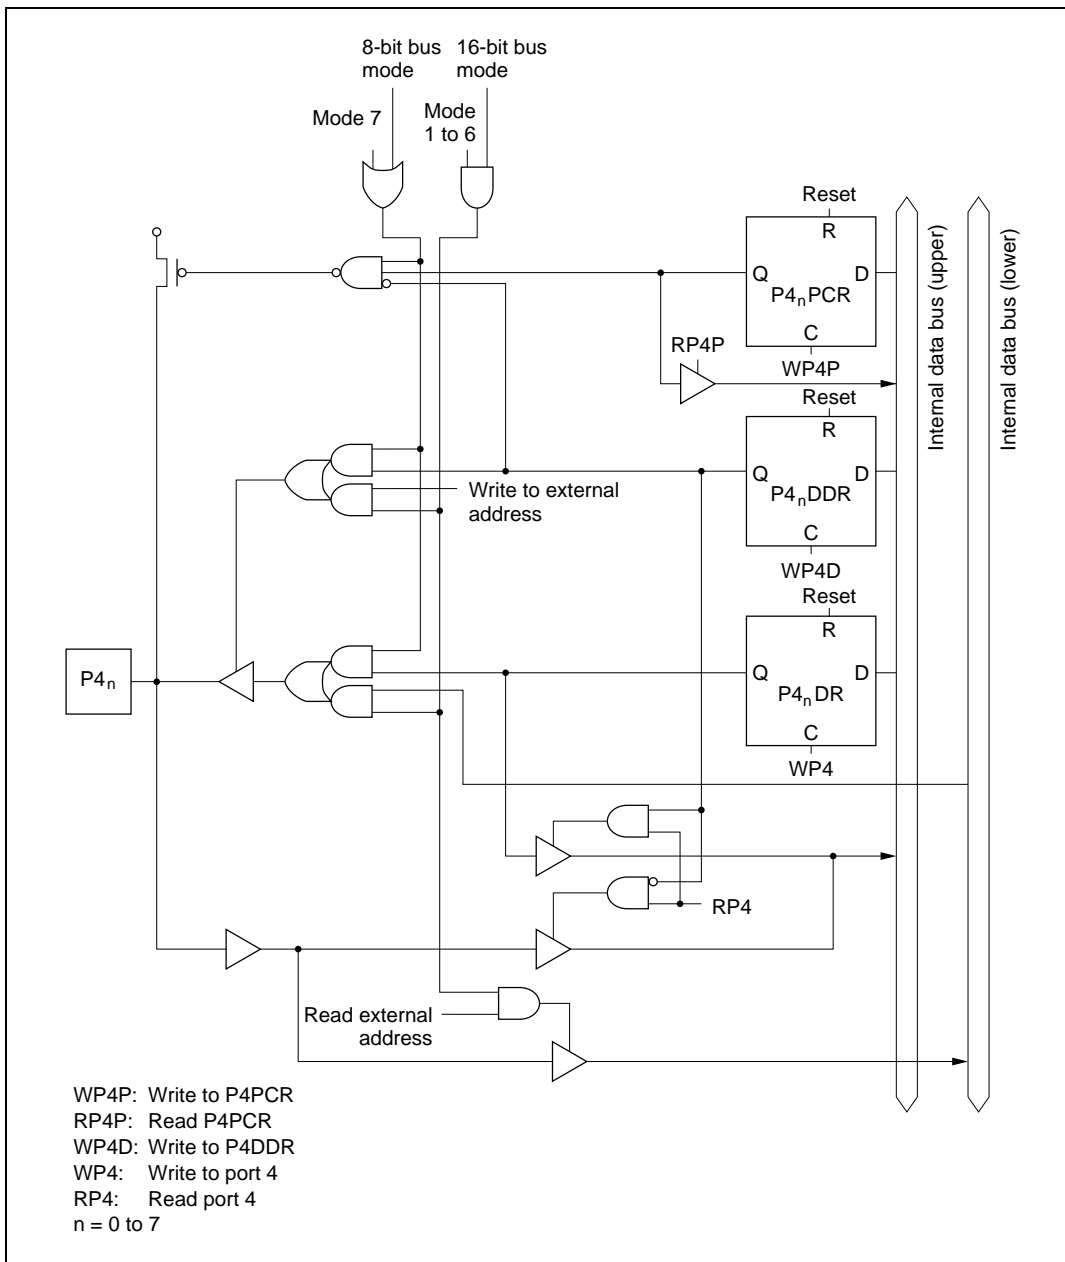 8-bit bus mode
16-bit bus mode
Mode 7
Mode 1 to 6
Reset
R
Q
D
P4nPCR
C
WP4P
RP4P
Reset
R
Q
D
P4nDDR
C
WP4D
Write to external address
Reset
R
Q
D
P4nDR
C
WP4
P4n
RP4
Read external address
Internal data bus (upper)
Internal data bus (lower)
WP4P: Write to P4PCR
RP4P: Read P4PCR
WP4D: Write to P4DDR
WP4: Write to port 4
RP4: Read port 4
n = 0 to 7